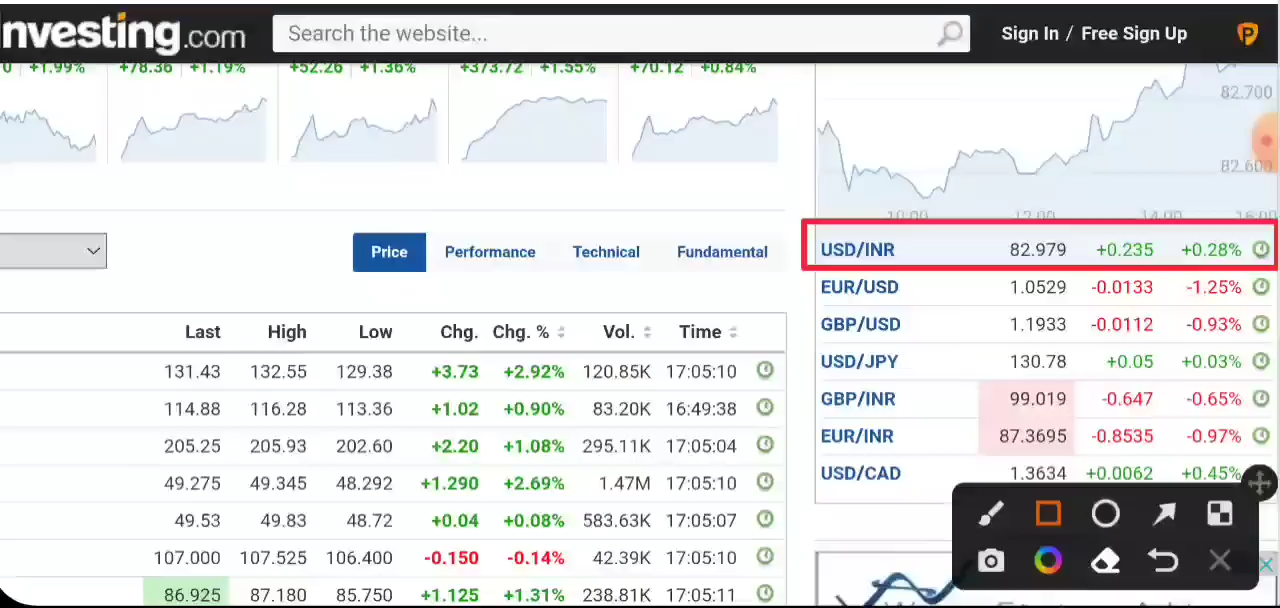 Investing.com
Search the website...
Sign In / Free Sign Up
0 +1.99%
+78.36 +1.19%
+52.26 +1.36%
+373.72 +1.55%
+70.12 +0.84%
82.700
82.600
10:00 12:00 14:00 16:00
Price Performance Technical Fundamental
Last High Low Chg. Chg. % Vol. Time
131.43 132.55 129.38 +3.73 +2.92% 120.85K 17:05:10
114.88 116.28 113.36 +1.02 +0.90% 83.20K 16:49:38
205.25 205.93 202.60 +2.20 +1.08% 295.11K 17:05:04
49.275 49.345 48.292 +1.290 +2.69% 1.47M 17:05:10
49.53 49.83 48.72 +0.04 +0.08% 583.63K 17:05:07
107.000 107.525 106.400 -0.150 -0.14% 42.39K 17:05:10
86.925 87.180 85.750 +1.125 +1.31% 238.81K 17:05:11
USD/INR 82.979 +0.235 +0.28%
EUR/USD 1.0529 -0.0133 -1.25%
GBP/USD 1.1933 -0.0112 -0.93%
USD/JPY 130.78 +0.05 +0.03%
GBP/INR 99.019 -0.647 -0.65%
EUR/INR 87.3695 -0.8535 -0.97%
USD/CAD 1.3634 +0.0062 +0.45%